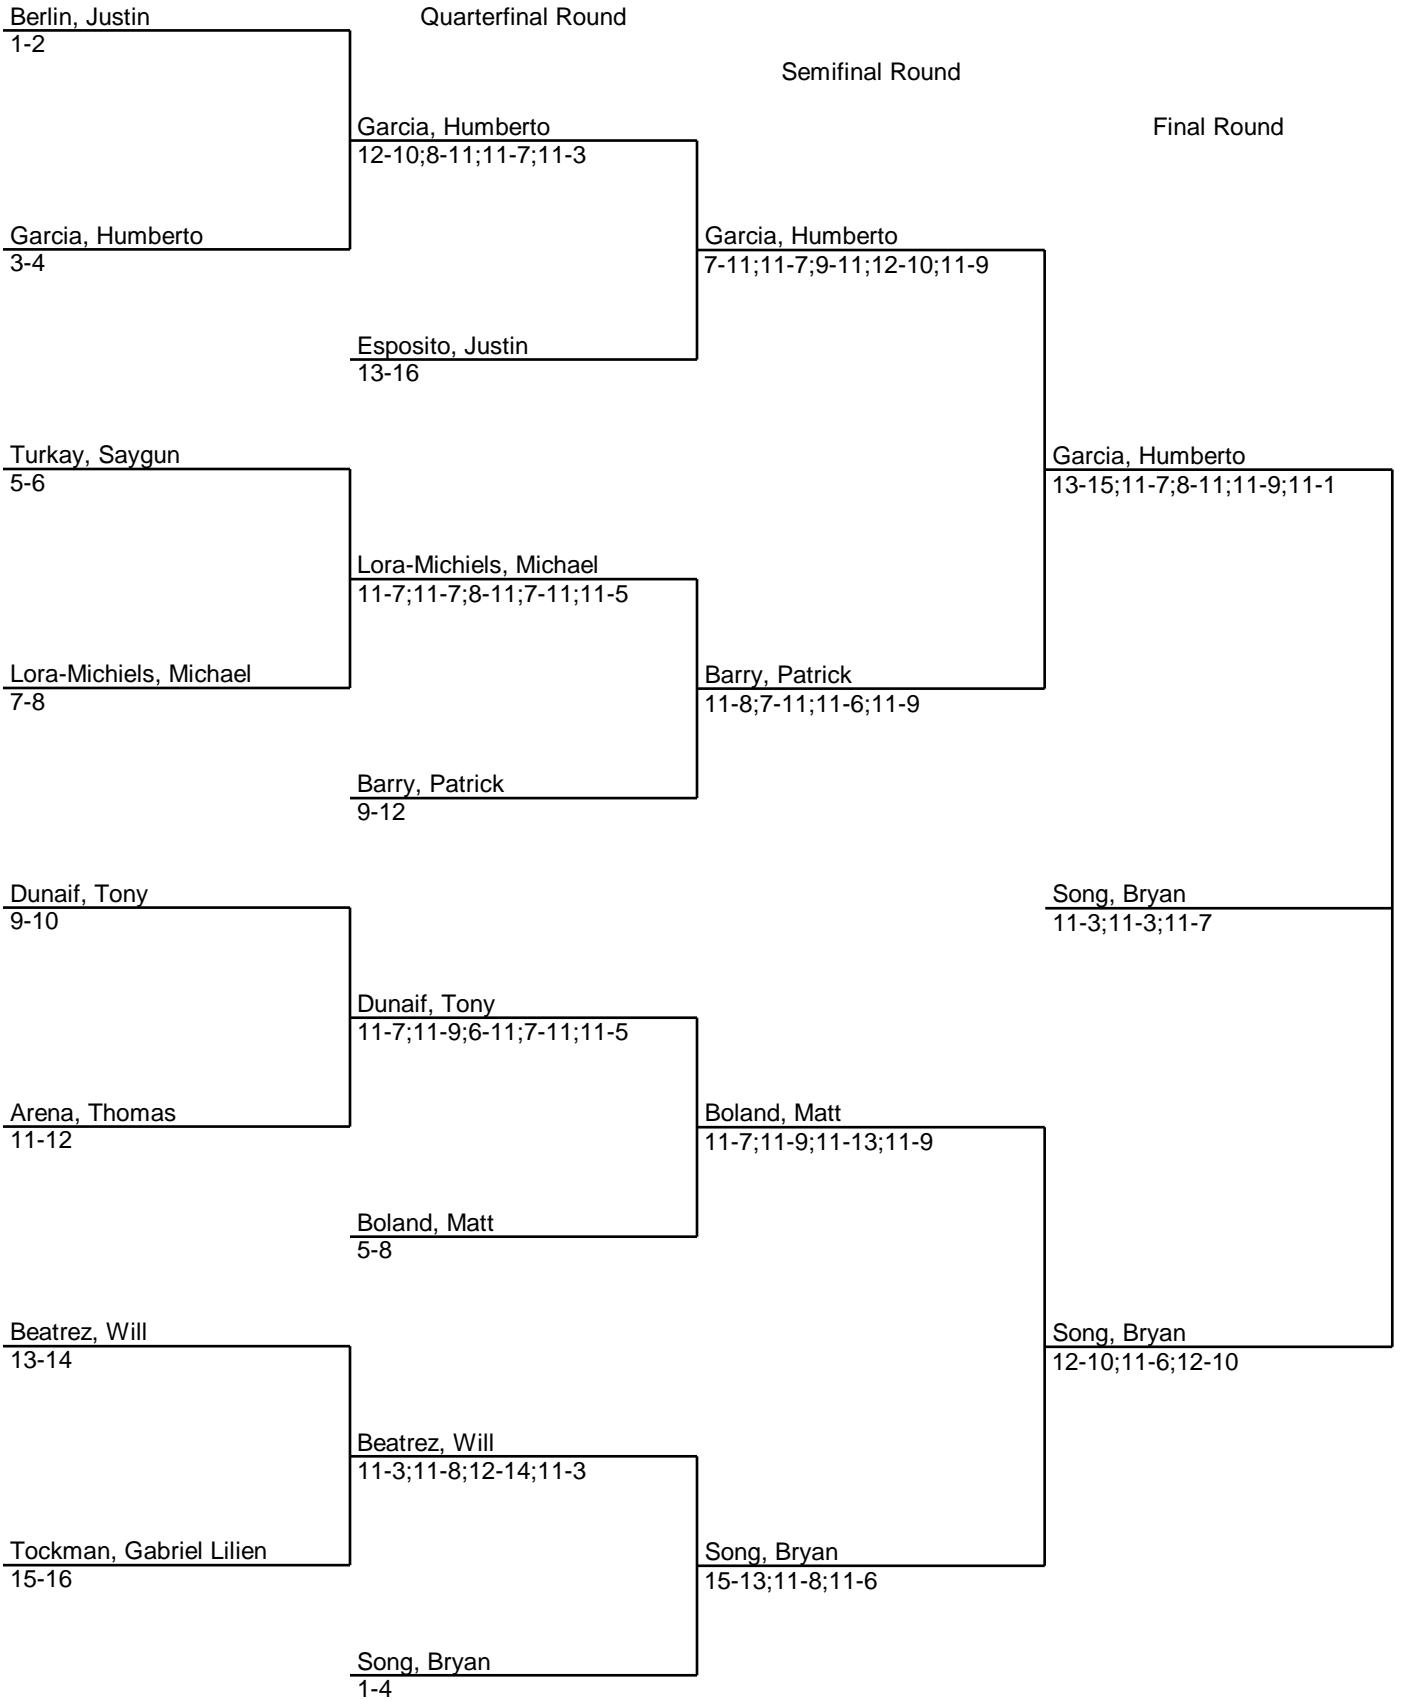 Berlin, Justin
1-2
Quarterfinal Round
Semifinal Round
Final Round
Garcia, Humberto
12-10;8-11;11-7;11-3
Garcia, Humberto
3-4
Garcia, Humberto
7-11;11-7;9-11;12-10;11-9
Esposito, Justin
13-16
Turkay, Saygun
5-6
Garcia, Humberto
13-15;11-7;8-11;11-9;11-1
Lora-Michiels, Michael
11-7;11-7;8-11;7-11;11-5
Lora-Michiels, Michael
7-8
Barry, Patrick
11-8;7-11;11-6;11-9
Barry, Patrick
9-12
Dunaif, Tony
9-10
Song, Bryan
11-3;11-3;11-7
Dunaif, Tony
11-7;11-9;6-11;7-11;11-5
Arena, Thomas
11-12
Boland, Matt
11-7;11-9;11-13;11-9
Boland, Matt
5-8
Beatrez, Will
13-14
Song, Bryan
12-10;11-6;12-10
Beatrez, Will
11-3;11-8;12-14;11-3
Tockman, Gabriel Lilien
15-16
Song, Bryan
15-13;11-8;11-6
Song, Bryan
1-4